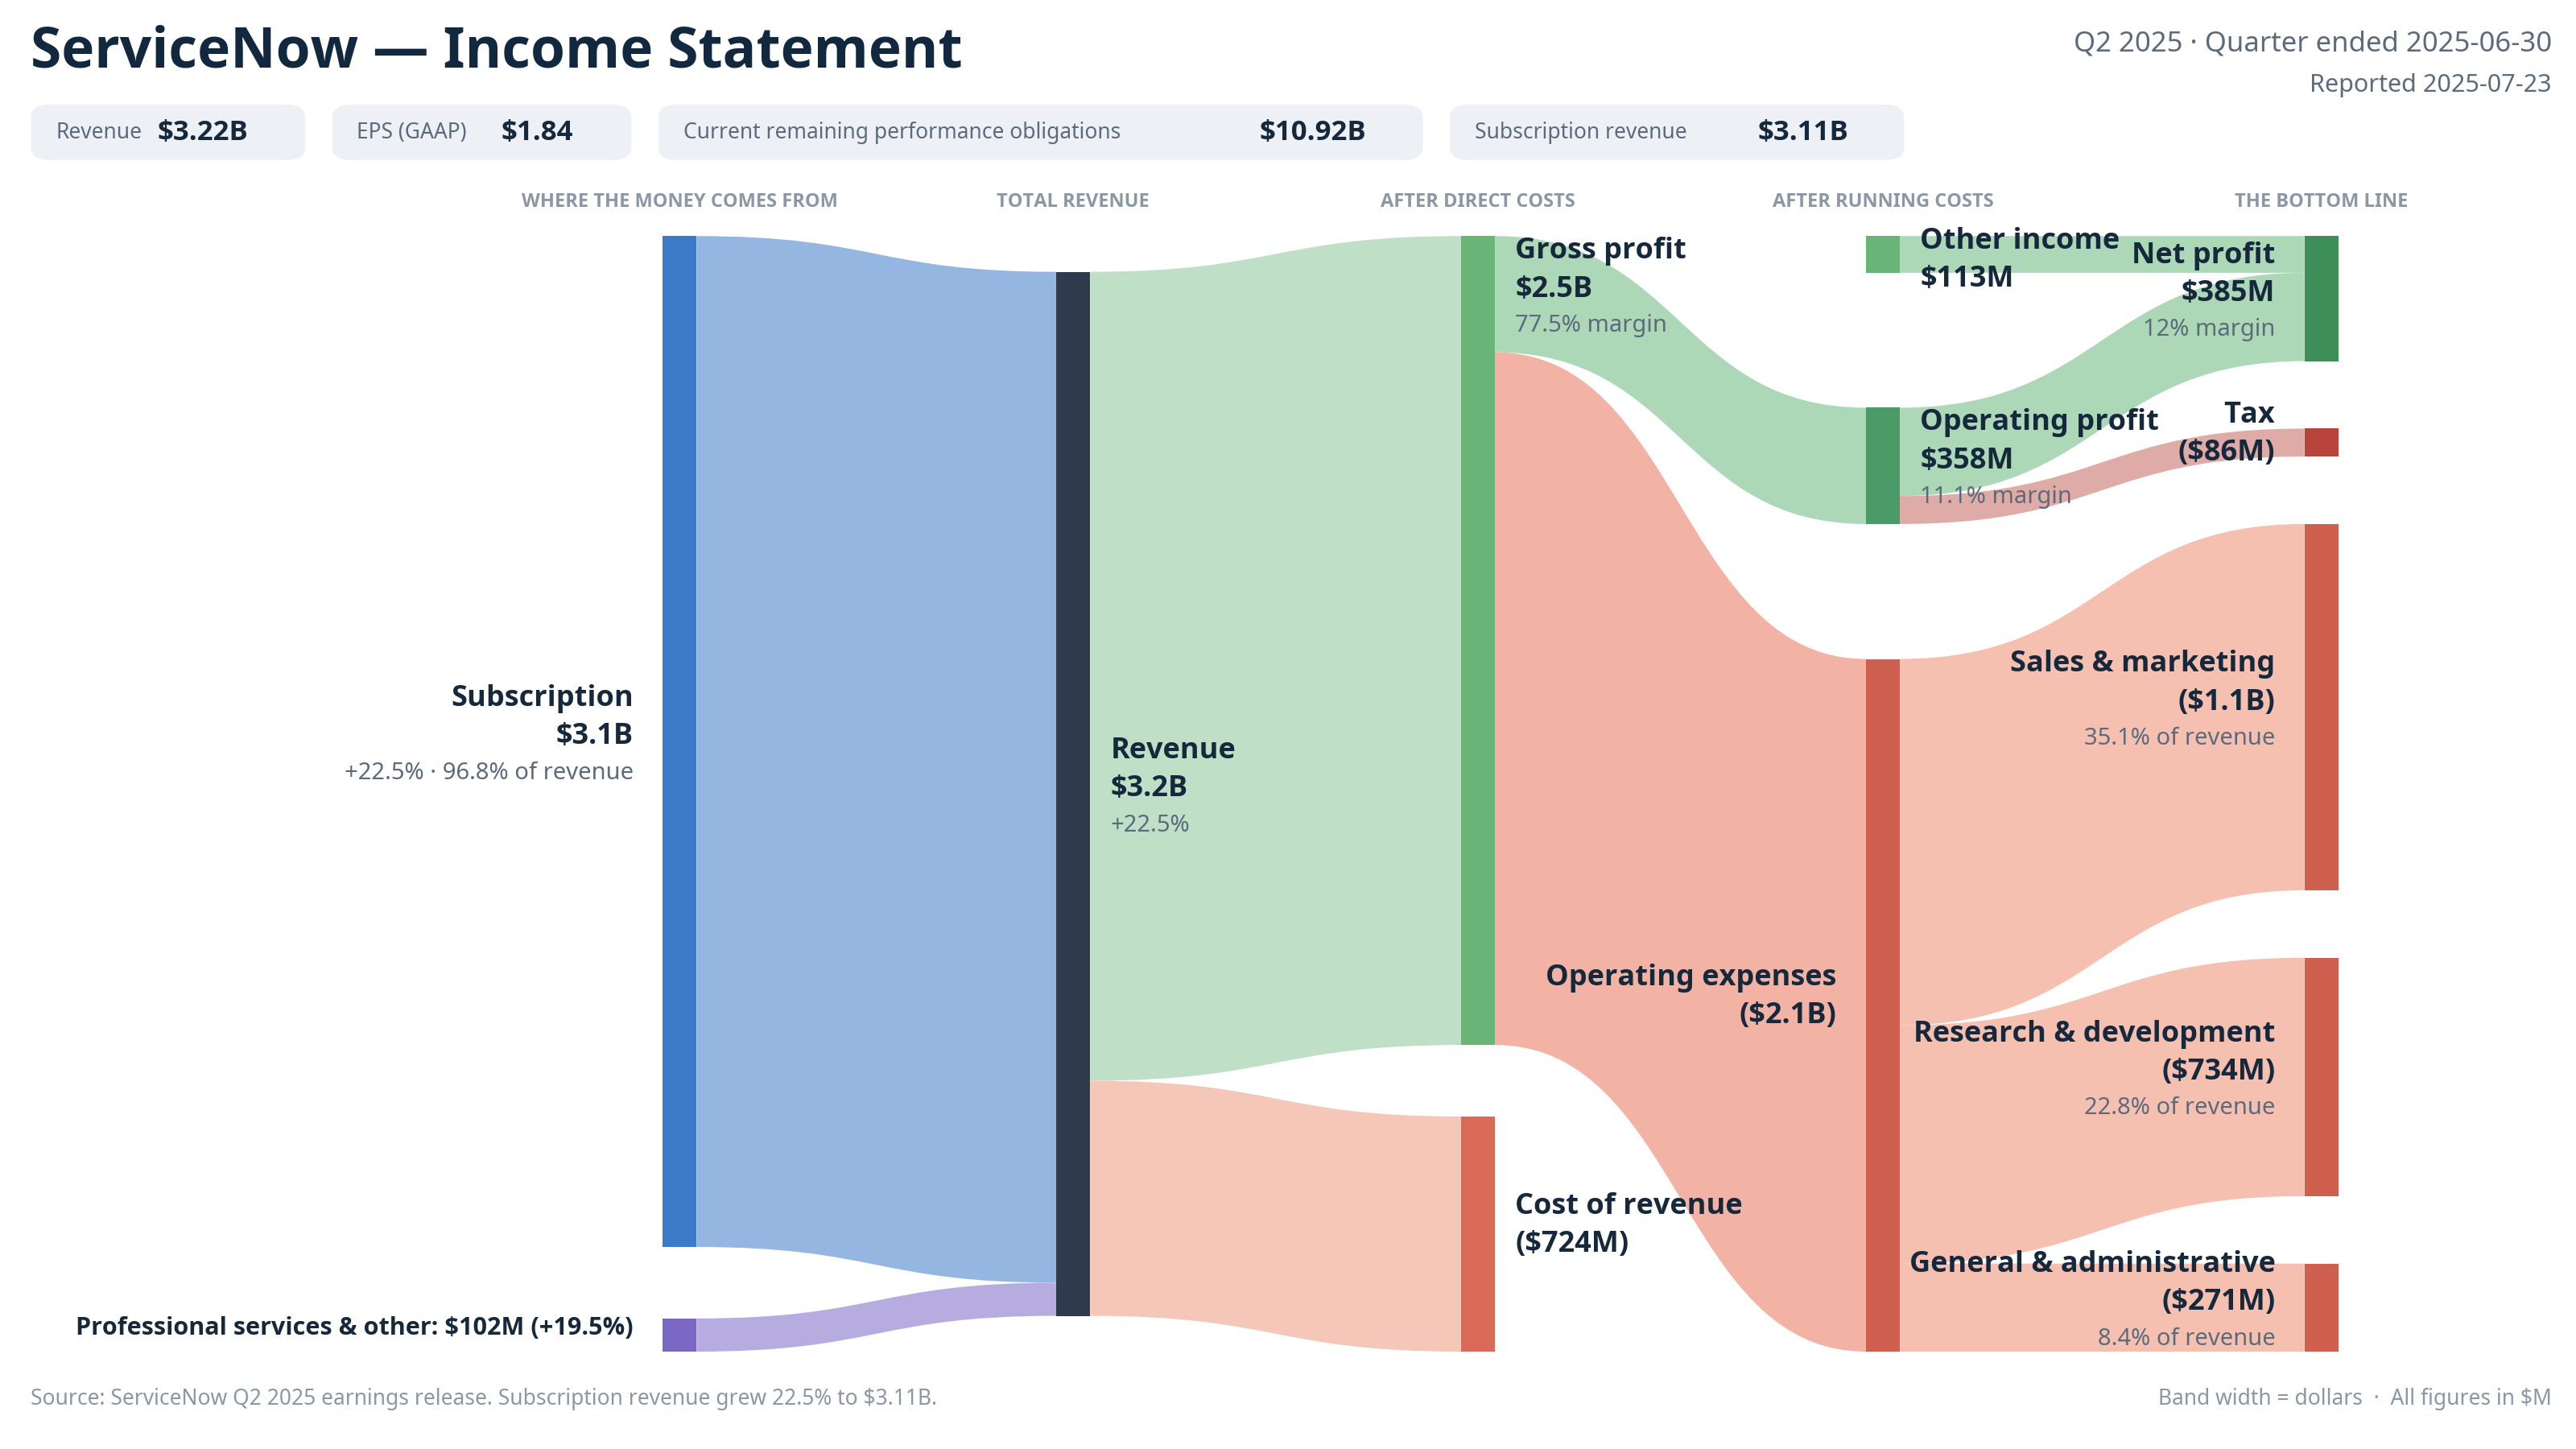 ServiceNow — Income Statement
Q2 2025 · Quarter ended 2025-06-30
Reported 2025-07-23
Revenue $3.22B
EPS (GAAP) $1.84
Current remaining performance obligations $10.92B
Subscription revenue $3.11B
WHERE THE MONEY COMES FROM
TOTAL REVENUE
AFTER DIRECT COSTS
AFTER RUNNING COSTS
THE BOTTOM LINE
Subscription
$3.1B
+22.5% · 96.8% of revenue
Professional services & other: $102M (+19.5%)
Revenue
$3.2B
+22.5%
Gross profit
$2.5B
77.5% margin
Cost of revenue
($724M)
Other income
$113M
Operating profit
$358M
11.1% margin
Operating expenses
($2.1B)
Net profit
$385M
12% margin
Tax
($86M)
Sales & marketing
($1.1B)
35.1% of revenue
Research & development
($734M)
22.8% of revenue
General & administrative
($271M)
8.4% of revenue
Source: ServiceNow Q2 2025 earnings release. Subscription revenue grew 22.5% to $3.11B.
Band width = dollars · All figures in $M